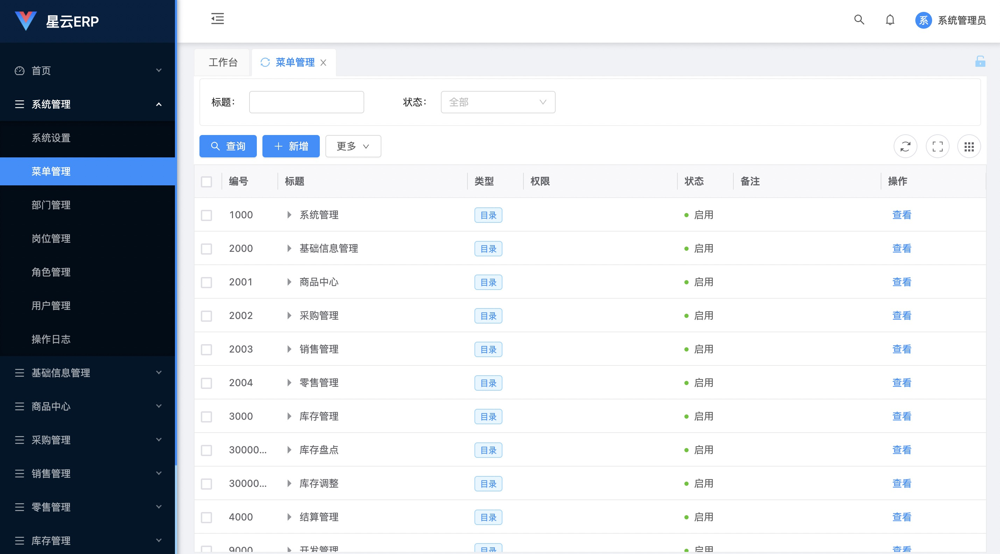 星云ERP
系 系统管理员
首页
系统管理
系统设置
菜单管理
部门管理
岗位管理
角色管理
用户管理
操作日志
基础信息管理
商品中心
采购管理
销售管理
零售管理
库存管理
工作台 菜单管理
标题: 状态: 全部
查询 新增 更多
编号 标题 类型 权限 状态 备注 操作
1000 系统管理 目录 启用 查看
2000 基础信息管理 目录 启用 查看
2001 商品中心 目录 启用 查看
2002 采购管理 目录 启用 查看
2003 销售管理 目录 启用 查看
2004 零售管理 目录 启用 查看
3000 库存管理 目录 启用 查看
30000... 库存盘点 目录 启用 查看
30000... 库存调整 目录 启用 查看
4000 结算管理 目录 启用 查看
9000 开发管理 目录 启用 查看